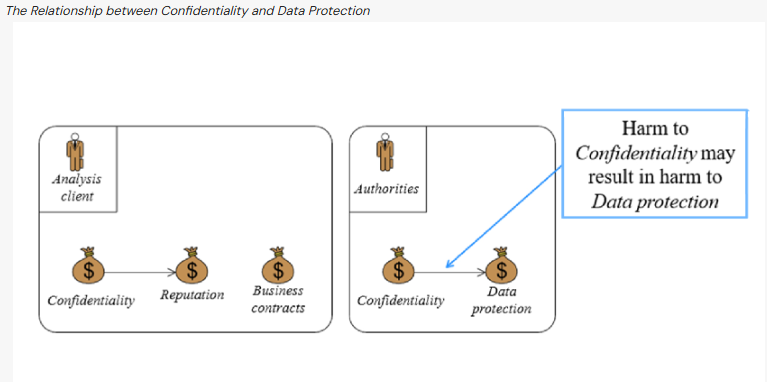 The Relationship between Confidentiality and Data Protection
Analysis
client
$
Confidentiality
$
Reputation
$
Business
contracts
Authorities
$
Confidentiality
$
Data
protection
Harm to
Confidentiality may
result in harm to
Data protection